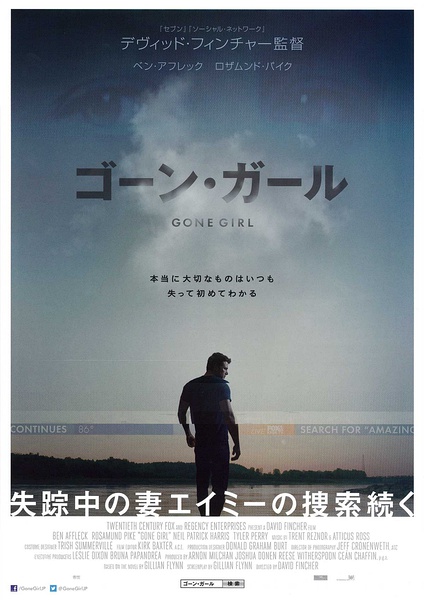 「セブン」「ソーシャル・ネットワーク」
デヴィッド・フィンチャー監督
ベン・アフレック ロザムンド・パイク
ゴーン・ガール
GONE GIRL
本当に大切なものはいつも
失って初めてわかる
CONTINUES 86° SEARCH FOR "AMAZING
失踪中の妻エイミーの捜索続く
TWENTIETH CENTURY FOX AND REGENCY ENTERPRISES PRESENT A DAVID FINCHER FILM
BEN AFFLECK ROSAMUND PIKE "GONE GIRL" NEIL PATRICK HARRIS TYLER PERRY MUSIC BY TRENT REZNOR & ATTICUS ROSS
COSTUME DESIGNER TRISH SUMMERVILLE FILM EDITOR KIRK BAXTER A.C.E. PRODUCTION DESIGNER DONALD GRAHAM BURT DIRECTOR OF PHOTOGRAPHY JEFF CRONENWETH, ASC
EXECUTIVE PRODUCERS LESLIE DIXON BRUNA PAPANDREA PRODUCED BY ARNON MILCHAN JOSHUA DONEN REESE WITHERSPOON CEÁN CHAFFIN, p.g.a.
BASED ON THE NOVEL BY GILLIAN FLYNN SCREENPLAY BY GILLIAN FLYNN DIRECTED BY DAVID FINCHER
/GoneGirlJP @GoneGirlJP ゴーン・ガール 検索